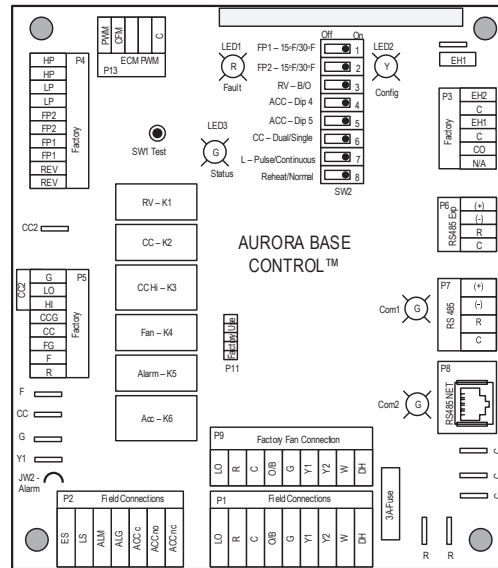 PWM
CFM
C
P13
ECM PWM
LED1
R
Fault
Off
On
FP1 – 15ºF/30ºF
1
FP2 – 15ºF/30ºF
2
RV – B/O
3
ACC – Dip 4
4
ACC – Dip 5
5
CC – Dual/Single
6
L – Pulse/Continuous
7
Reheat/Normal
8
SW2
LED2
Y
Config
EH1
HP
HP
LP
LP
FP2
FP2
FP1
FP1
REV
REV
P4
Factory
SW1 Test
LED3
G
Status
P3
Factory
EH2
C
EH1
C
CO
N/A
CC2
RV – K1
CC – K2
CC Hi – K3
Fan – K4
Alarm – K5
Acc – K6
AURORA BASE
CONTROL™
P6
RS485 Exp
(+)
(-)
R
C
CC2
G
LO
HI
CCG
CC
FG
F
R
P5
Factory
Factory Use
P11
Com1
G
P7
RS 485
(+)
(-)
R
C
Com2
G
P8
RS485 NET
F
CC
G
Y1
JW2 -
Alarm
P9
Factory Fan Connection
LO
R
C
O/B
G
Y1
Y2
W
DH
P2
Field Connections
ES
LS
ALM
ALG
ACC c
ACC no
ACC nc
P1
Field Connections
LO
R
C
O/B
G
Y1
Y2
W
DH
3A-Fuse
C
C
C
R
R